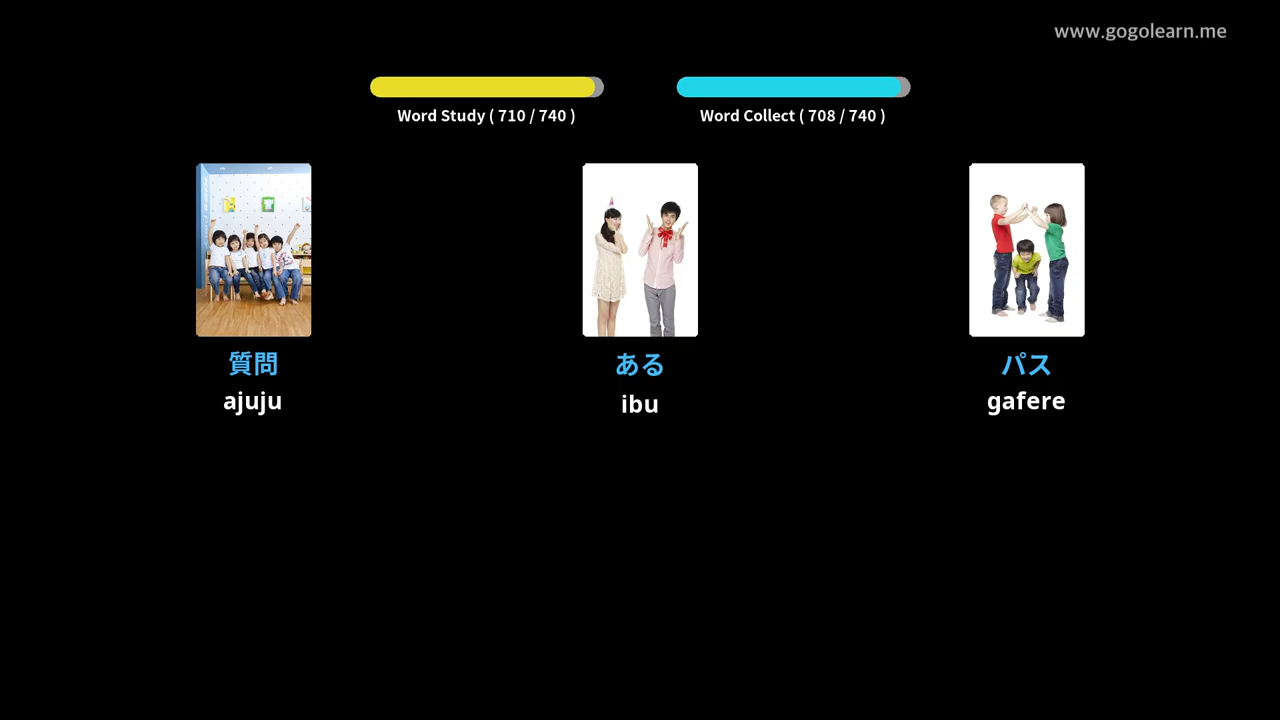 www.gogolearn.me
Word Study ( 710 / 740 )
Word Collect ( 708 / 740 )
質問
ajuju
ある
ibu
パス
gafere